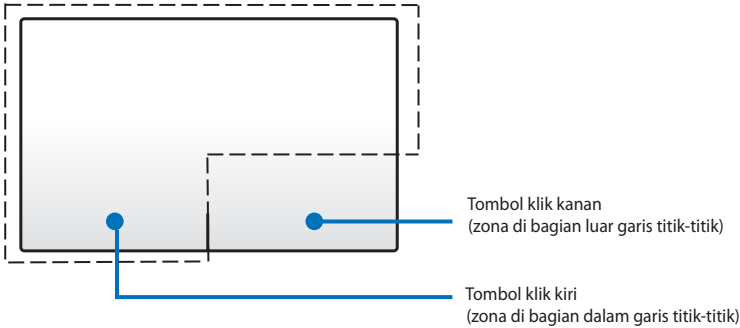 Tombol klik kanan
(zona di bagian luar garis titik-titik)
Tombol klik kiri
(zona di bagian dalam garis titik-titik)